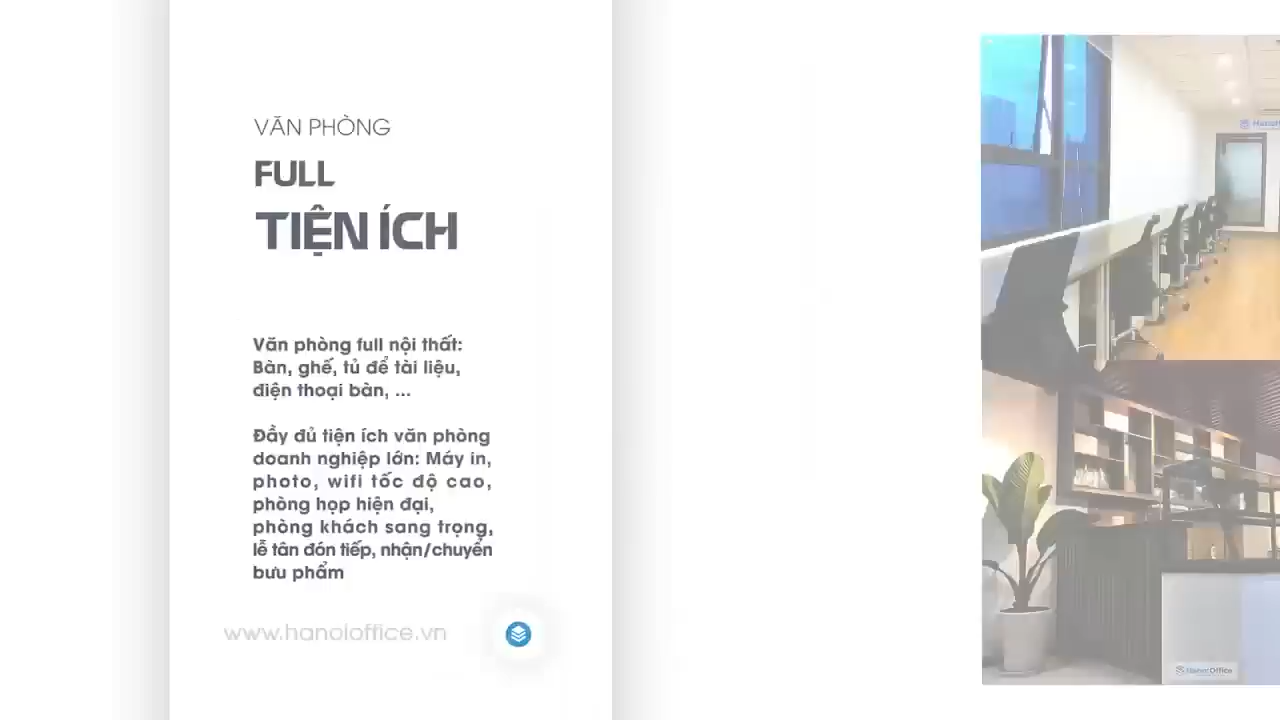 VĂN PHÒNG
FULL
TIỆN ÍCH
Văn phòng full nội thất:
Bàn, ghế, tủ để tài liệu,
điện thoại bàn, ...
Đầy đủ tiện ích văn phòng
doanh nghiệp lớn: Máy in,
photo, wifi tốc độ cao,
phòng họp hiện đại,
phòng khách sang trọng,
lễ tân đón tiếp, nhận/chuyển
bưu phẩm
www.hanoioffice.vn
HanoiOffice